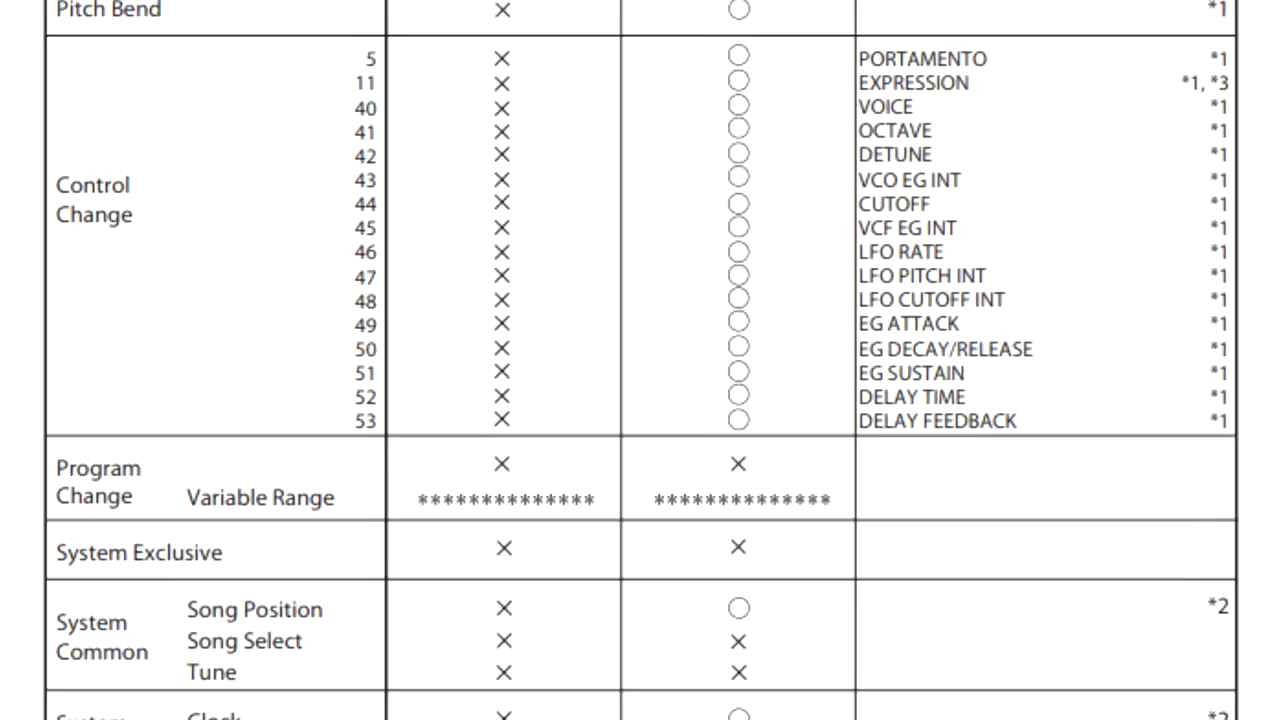 Pitch Bend × ○ *1
5 × ○ PORTAMENTO *1
11 × ○ EXPRESSION *1, *3
40 × ○ VOICE *1
41 × ○ OCTAVE *1
42 × ○ DETUNE *1
Control 43 × ○ VCO EG INT *1
Change 44 × ○ CUTOFF *1
45 × ○ VCF EG INT *1
46 × ○ LFO RATE *1
47 × ○ LFO PITCH INT *1
48 × ○ LFO CUTOFF INT *1
49 × ○ EG ATTACK *1
50 × ○ EG DECAY/RELEASE *1
51 × ○ EG SUSTAIN *1
52 × ○ DELAY TIME *1
53 × ○ DELAY FEEDBACK *1
Program × ×
Change Variable Range ************** **************
System Exclusive × ×
System Song Position × ○ *2
Common Song Select × ×
Tune × ×
System Clock × ○ *2